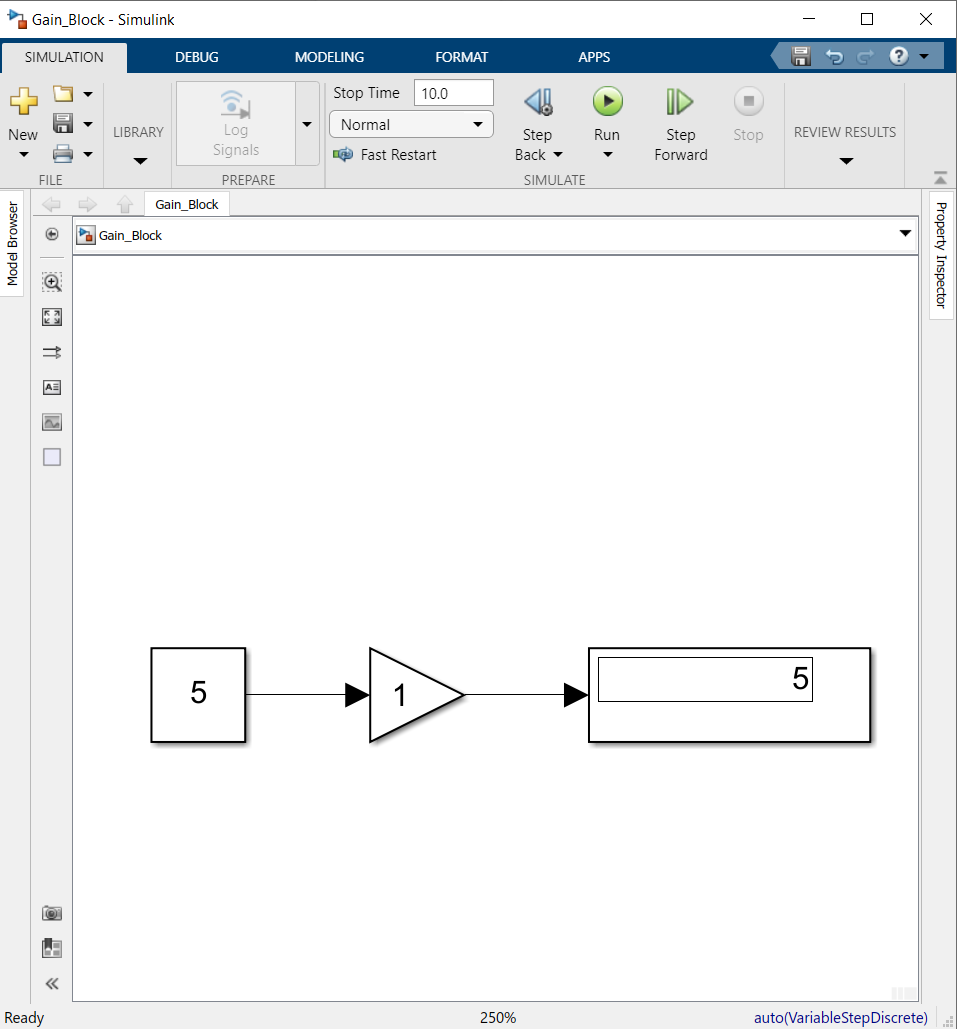 Gain_Block - Simulink
SIMULATION DEBUG MODELING FORMAT APPS
New
FILE
LIBRARY
Log
Signals
PREPARE
Stop Time 10.0
Normal
Fast Restart
Step
Back
Run
Step
Forward
Stop
SIMULATE
REVIEW RESULTS
Model Browser
Gain_Block
Gain_Block
Property Inspector
5 1 5
Ready 250% auto(VariableStepDiscrete)